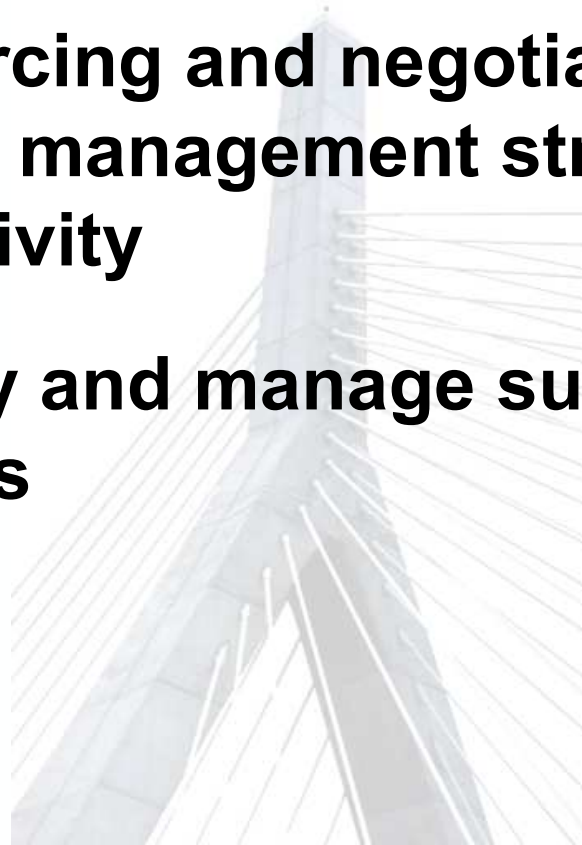 rcing and negotia
management str
ivity
y and manage su
s